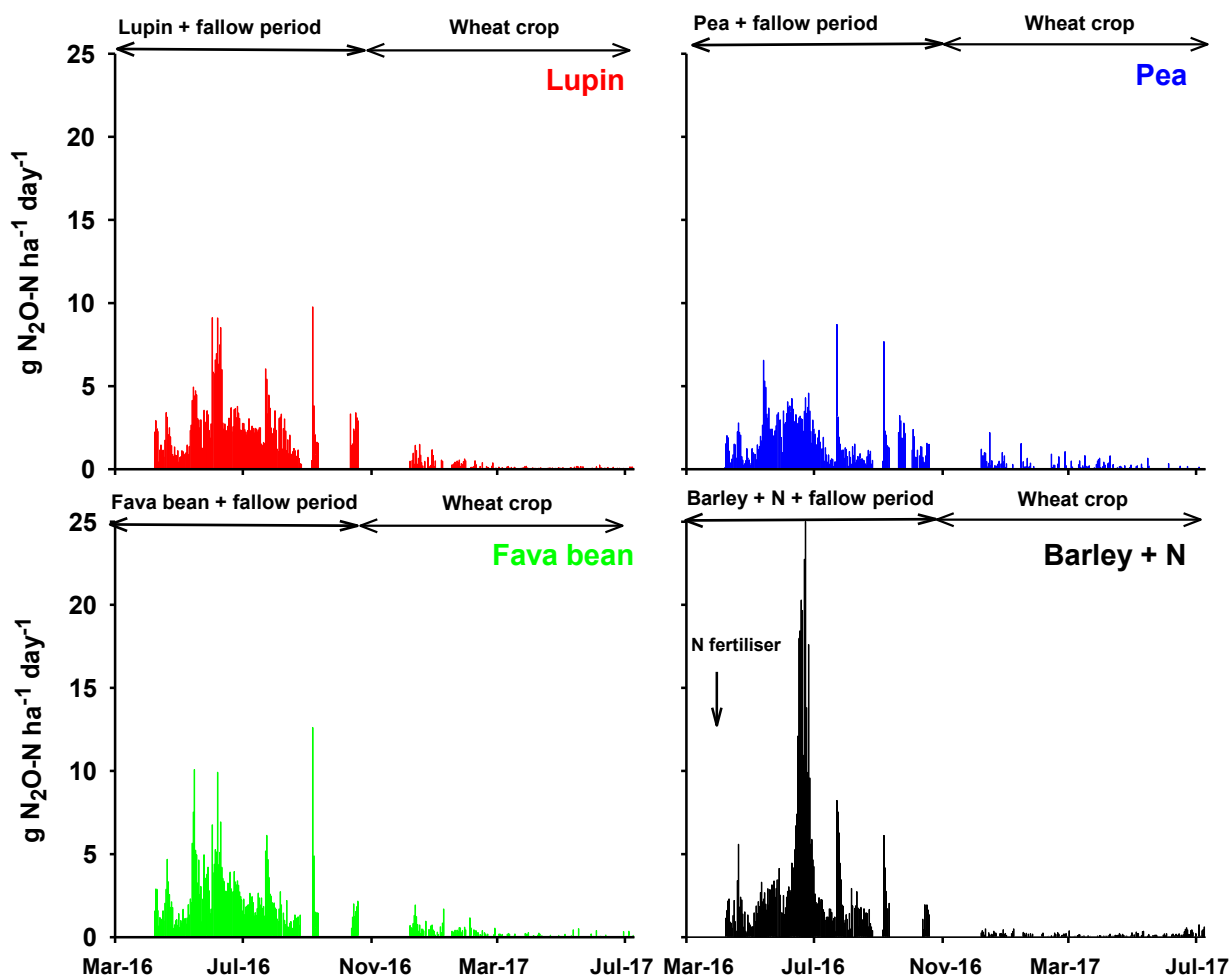 Lupin + fallow period
Wheat crop
Lupin
25
20
15
10
5
0
g N₂O-N ha⁻¹ day⁻¹
Mar-16 Jul-16 Nov-16 Mar-17 Jul-17
Pea + fallow period
Wheat crop
Pea
Mar-16 Jul-16 Nov-16 Mar-17 Jul-17
Fava bean + fallow period
Wheat crop
Fava bean
25
20
15
10
5
0
g N₂O-N ha⁻¹ day⁻¹
Barley + N + fallow period
Wheat crop
Barley + N
N fertiliser